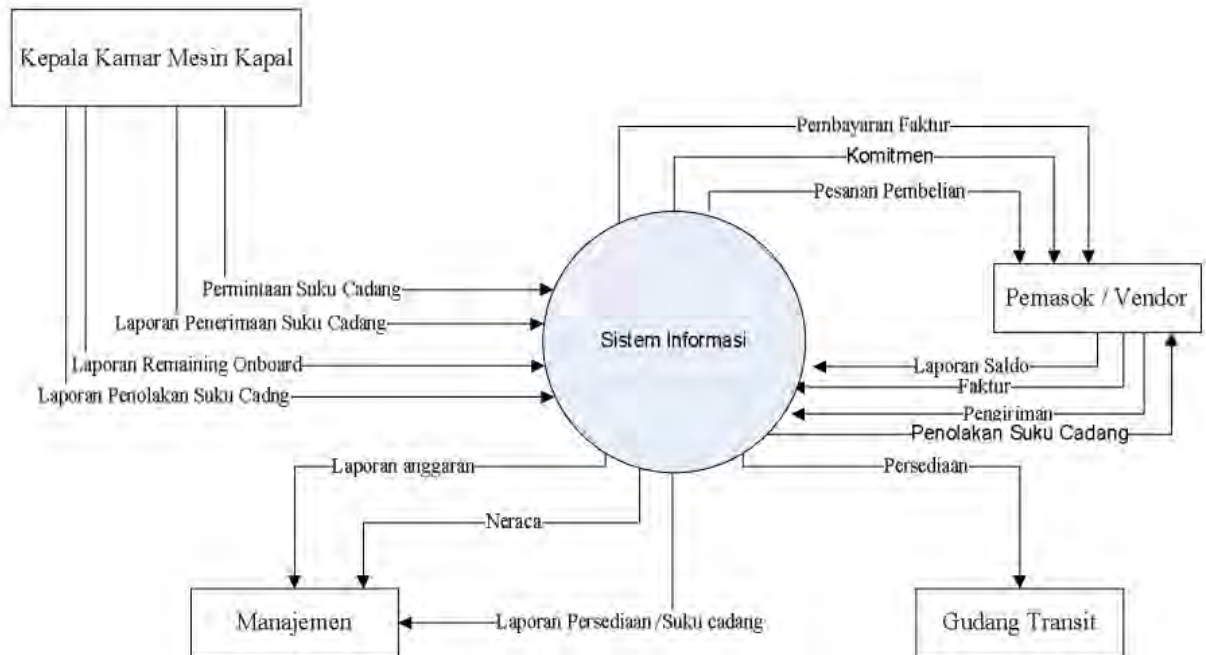 Kepala Kamar Mesin Kapal
Pembayaran Faktur
Komitmen
Pesanan Pembelian
Permintaan Suku Cadang
Laporan Penerimaan Suku Cadang
Laporan Remaining Onboard
Laporan Penolakan Suku Cadng
Sistem Informasi
Pemasok / Vendor
Laporan Saldo
Faktur
Pengiriman
Penolakan Suku Cadang
Laporan anggaran
Persediaan
Neraca
Manajemen
Laporan Persediaan /Suku cadang
Gudang Transit